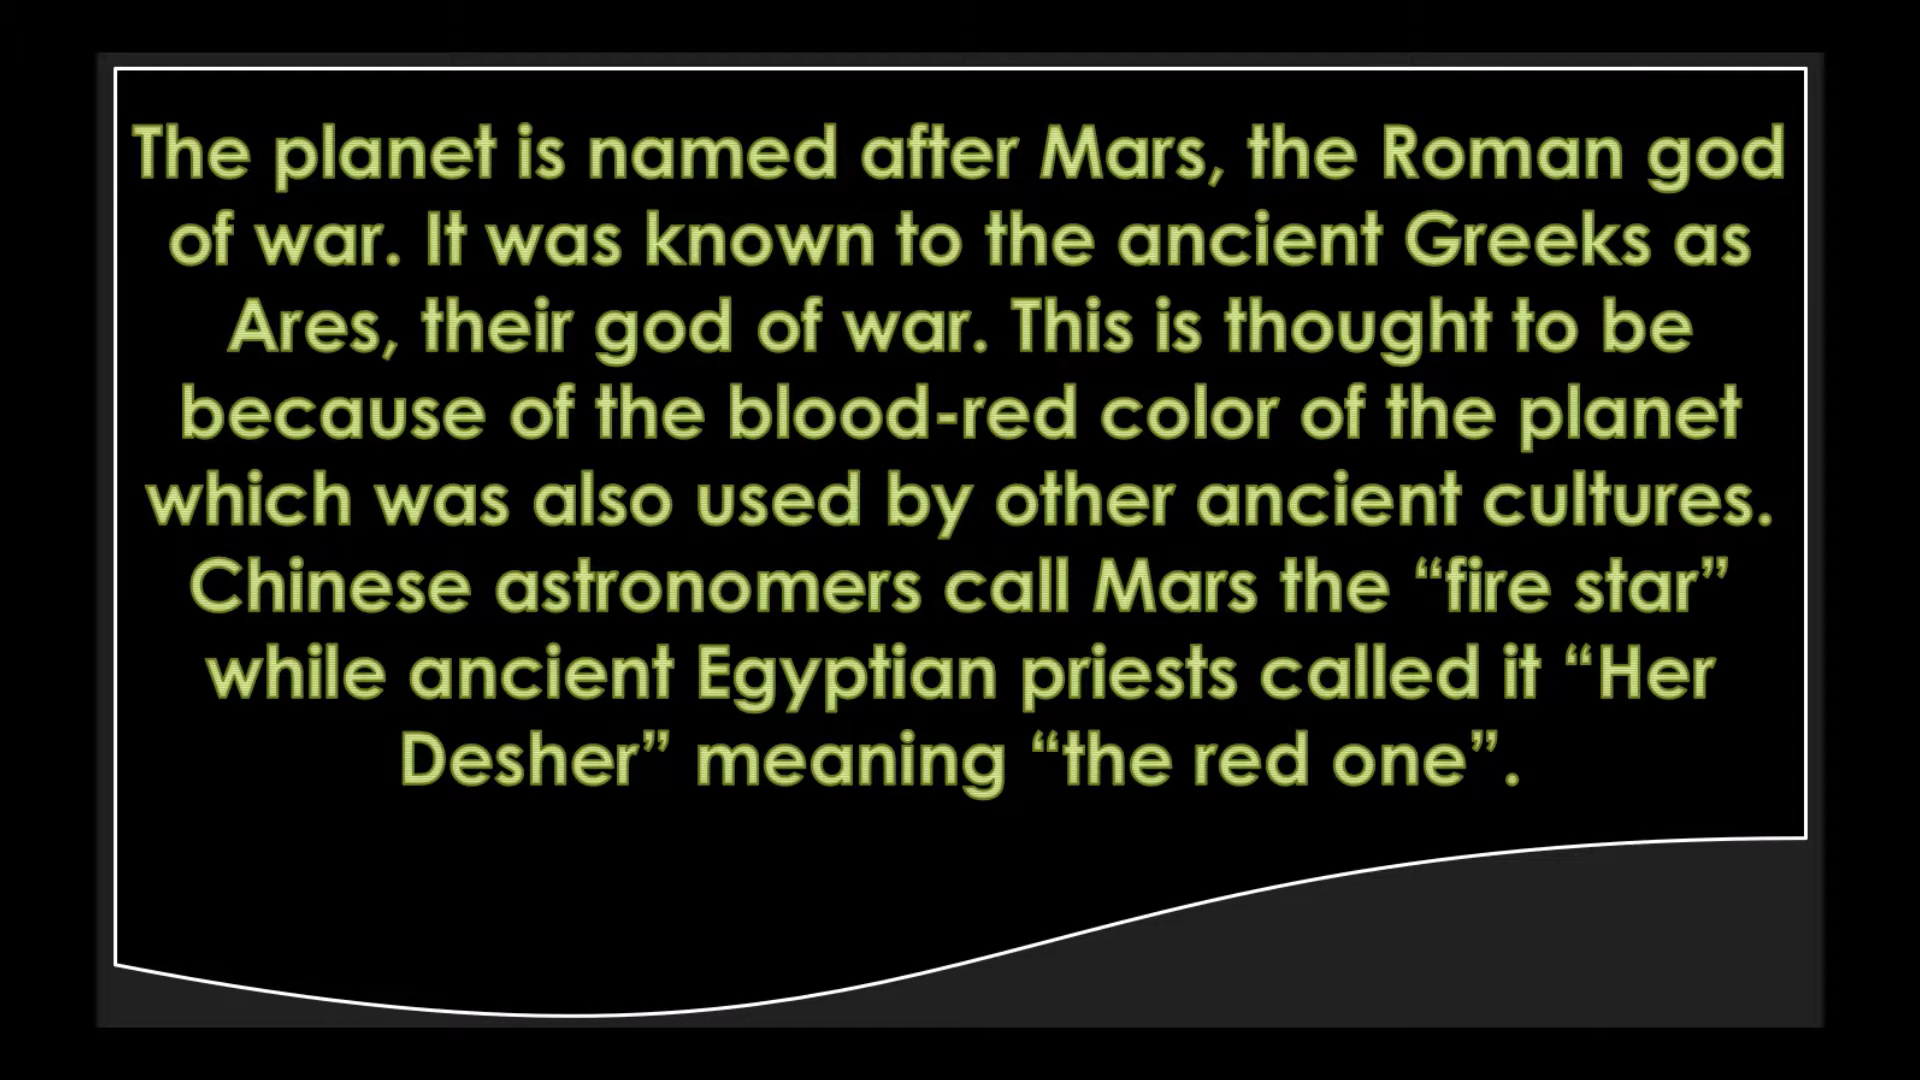 The planet is named after Mars, the Roman god
of war. It was known to the ancient Greeks as
Ares, their god of war. This is thought to be
because of the blood-red color of the planet
which was also used by other ancient cultures.
Chinese astronomers call Mars the “fire star”
while ancient Egyptian priests called it “Her
Desher” meaning “the red one”.